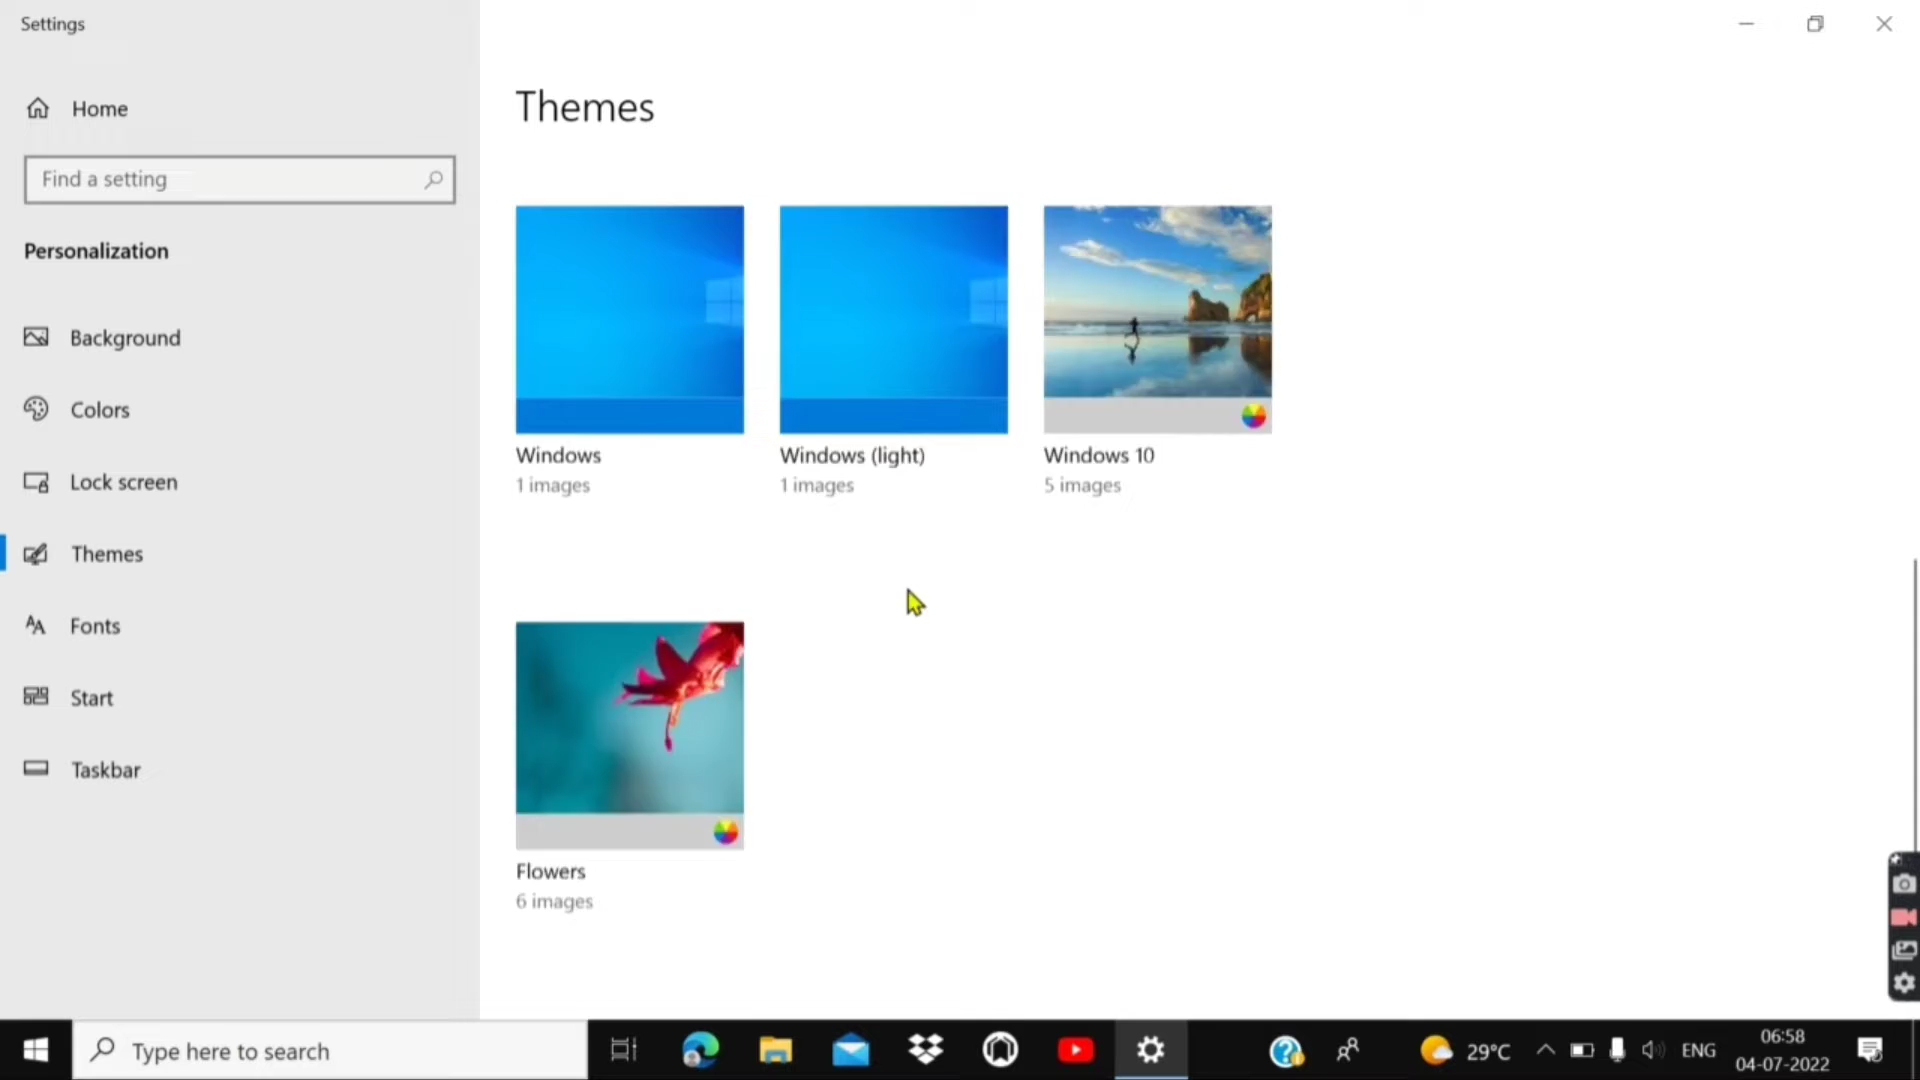 Settings
Home
Find a setting
Personalization
Background
Colors
Lock screen
Themes
Fonts
Start
Taskbar
Themes
Windows
1 images
Windows (light)
1 images
Windows 10
5 images
Flowers
6 images
Type here to search
29°C
ENG
06:58
04-07-2022